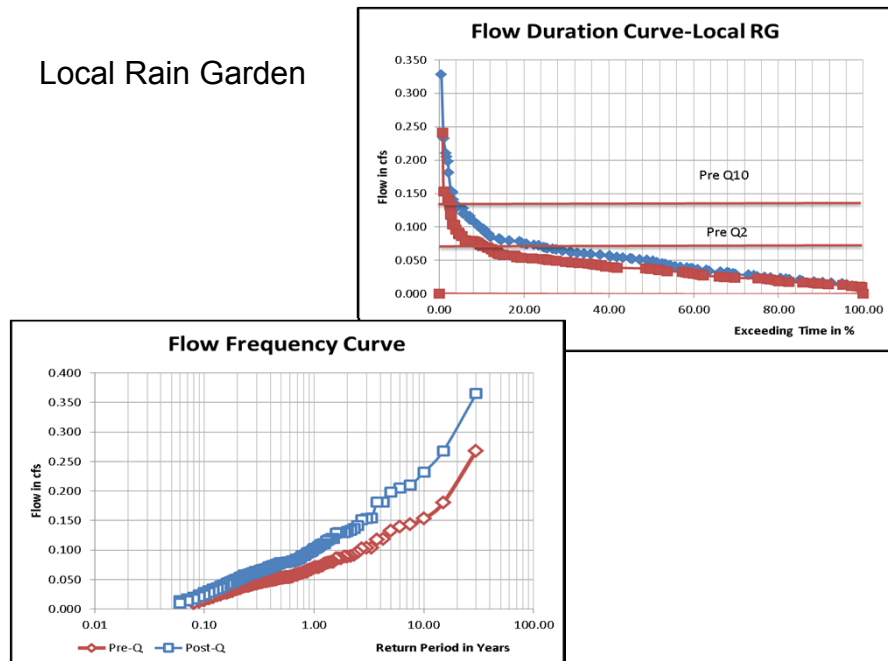 Local Rain Garden
Flow Duration Curve-Local RG
Flow in cfs
0.350
0.300
0.250
0.200
0.150
0.100
0.050
0.000
Pre Q10
Pre Q2
0.00 20.00 40.00 60.00 80.00 100.00
Exceeding Time in %
Flow Frequency Curve
Flow in cfs
0.400
0.350
0.300
0.250
0.200
0.150
0.100
0.050
0.000
0.01 0.10 1.00 10.00 100.00
Pre-Q Post-Q Return Period in Years